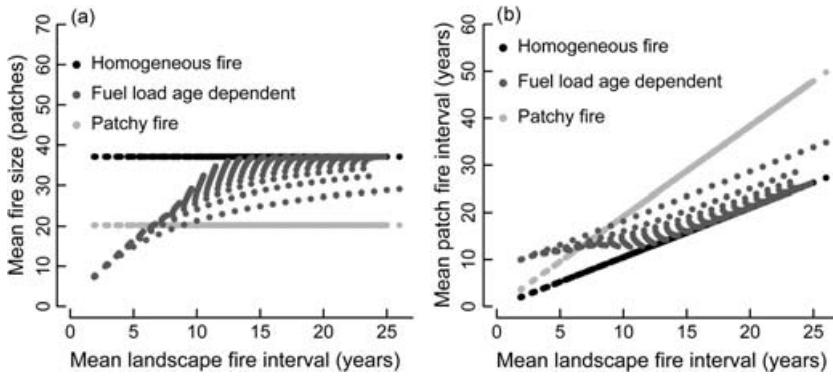 (a)
70
60
50
40
30
20
10
0
Mean fire size (patches)
Homogeneous fire
Fuel load age dependent
Patchy fire
0 5 10 15 20 25
Mean landscape fire interval (years)
(b)
60
50
40
30
20
10
0
Mean patch fire interval (years)
Homogeneous fire
Fuel load age dependent
Patchy fire
0 5 10 15 20 25
Mean landscape fire interval (years)